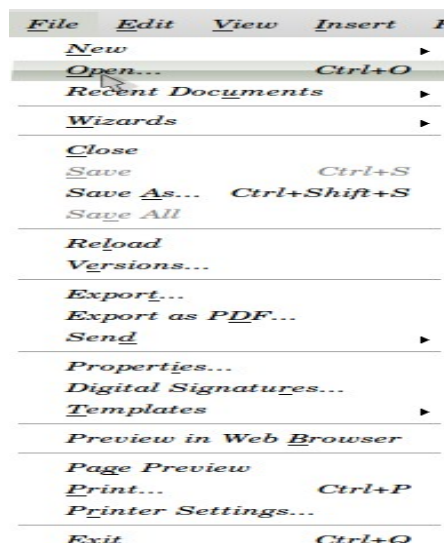 File Edit View Insert
New
Open... Ctrl+O
Recent Documents
Wizards
Close
Save Ctrl+S
Save As... Ctrl+Shift+S
Save All
Reload
Versions...
Export...
Export as PDF...
Send
Properties...
Digital Signatures...
Templates
Preview in Web Browser
Page Preview
Print... Ctrl+P
Printer Settings...
Exit Ctrl+Q